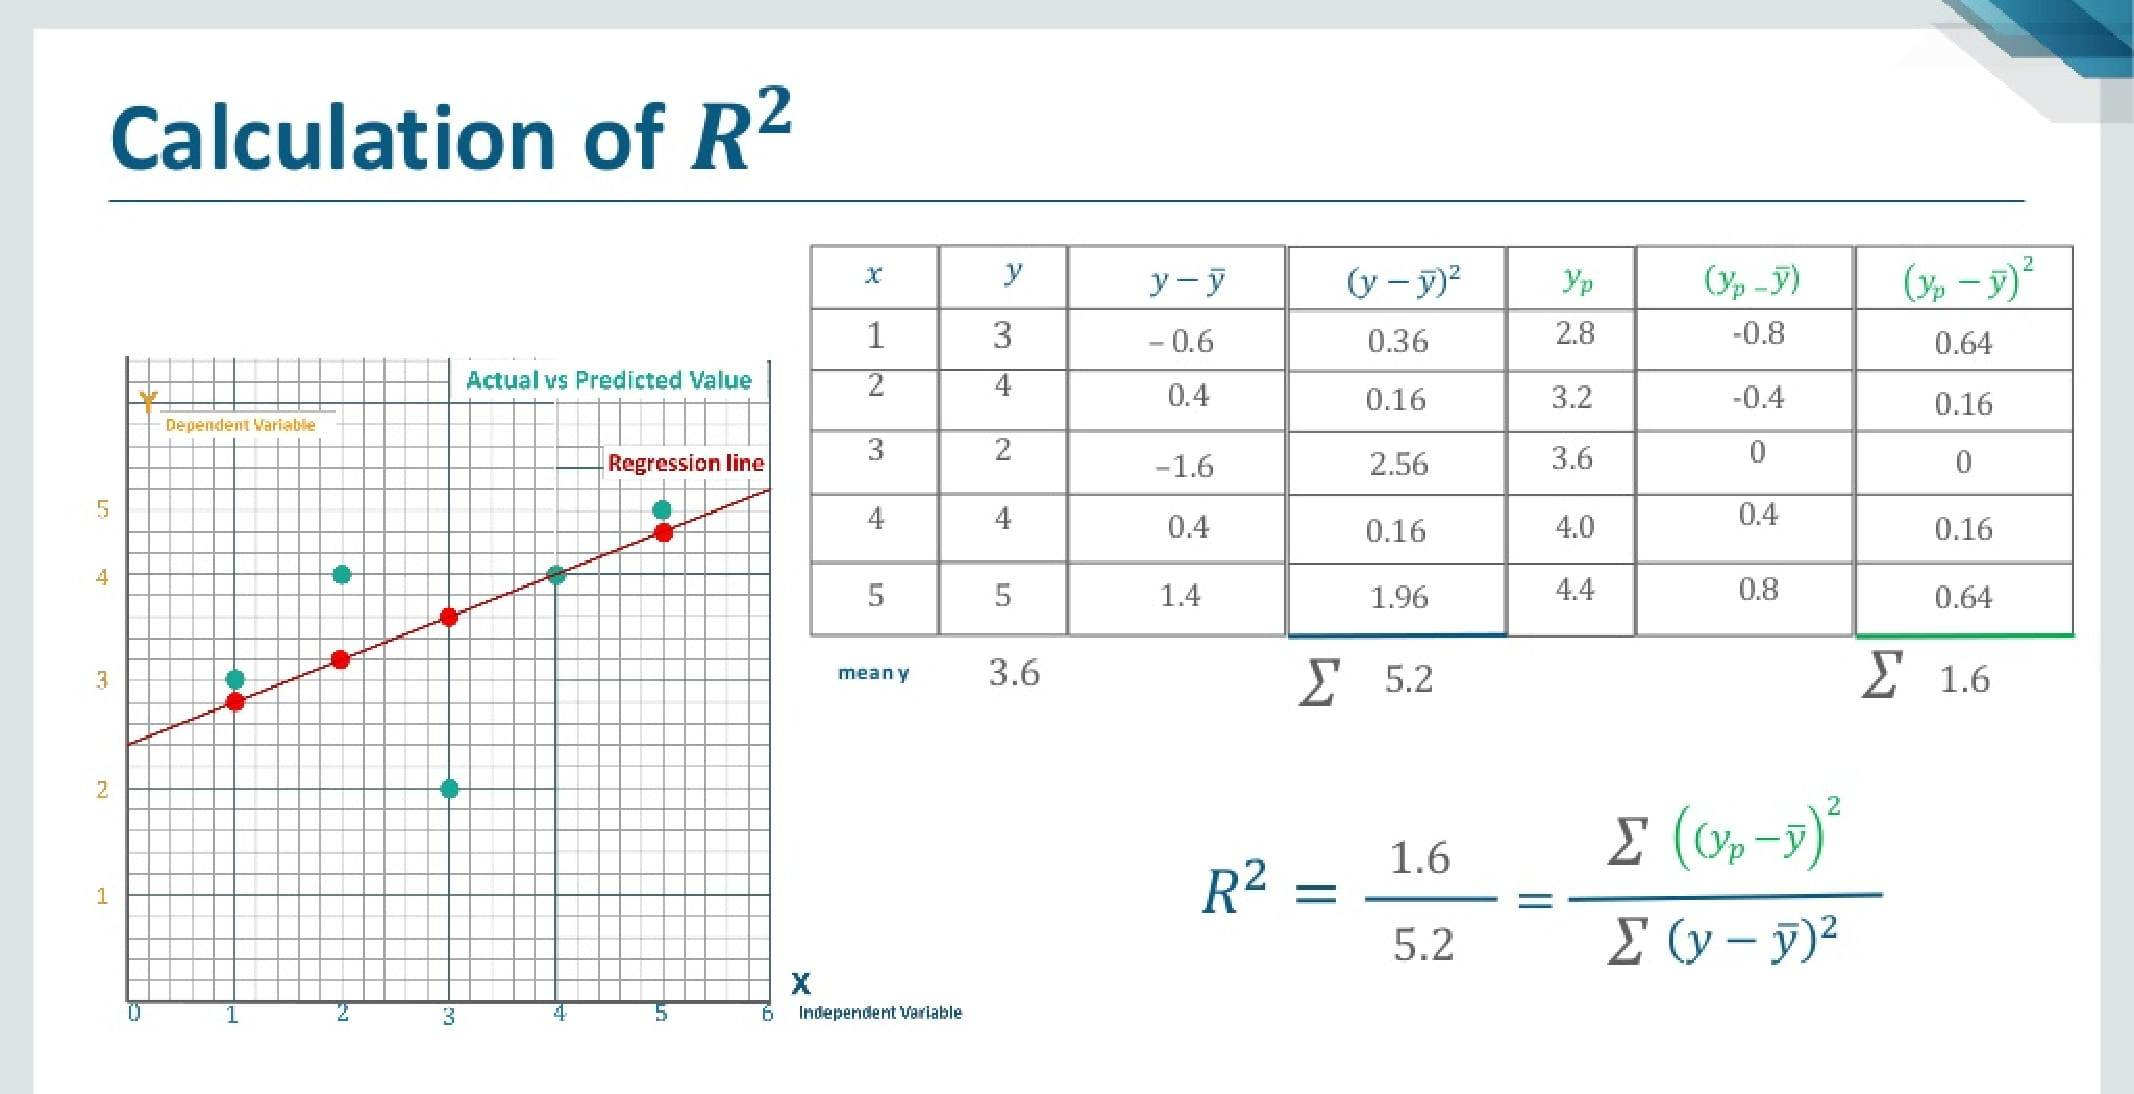 Calculation of R²
Actual vs Predicted Value
Y
Dependent Variable
Regression line
5
4
3
2
1
0 1 2 3 4 5 6
X
Independent Variable
x y y − ȳ (y − ȳ)² yₚ (yₚ − ȳ) (yₚ − ȳ)²
1 3 − 0.6 0.36 2.8 -0.8 0.64
2 4 0.4 0.16 3.2 -0.4 0.16
3 2 −1.6 2.56 3.6 0 0
4 4 0.4 0.16 4.0 0.4 0.16
5 5 1.4 1.96 4.4 0.8 0.64
mean y 3.6 Σ 5.2 Σ 1.6
R² = 1.6 / 5.2 = Σ ((yₚ − ȳ)² / Σ (y − ȳ)²